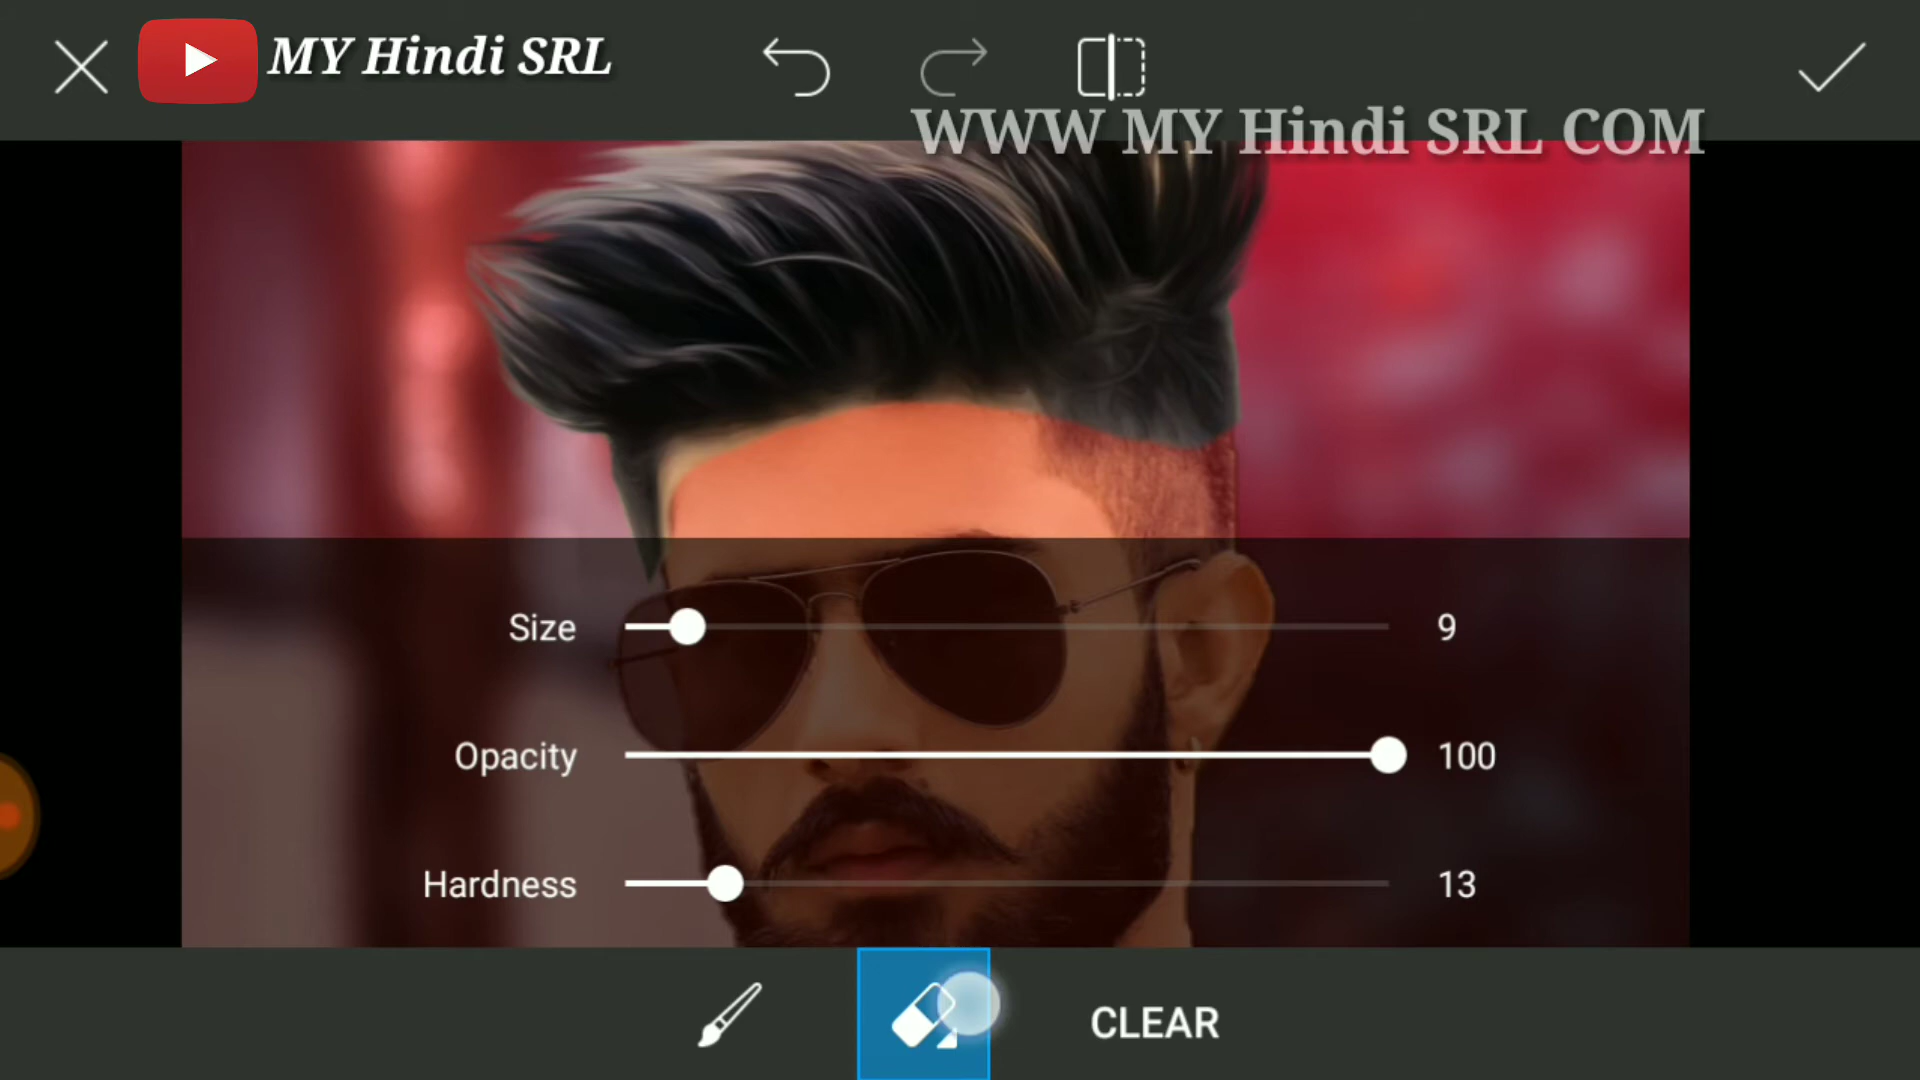 MY Hindi SRL
WWW MY Hindi SRL COM
Size 9
Opacity 100
Hardness 13
CLEAR